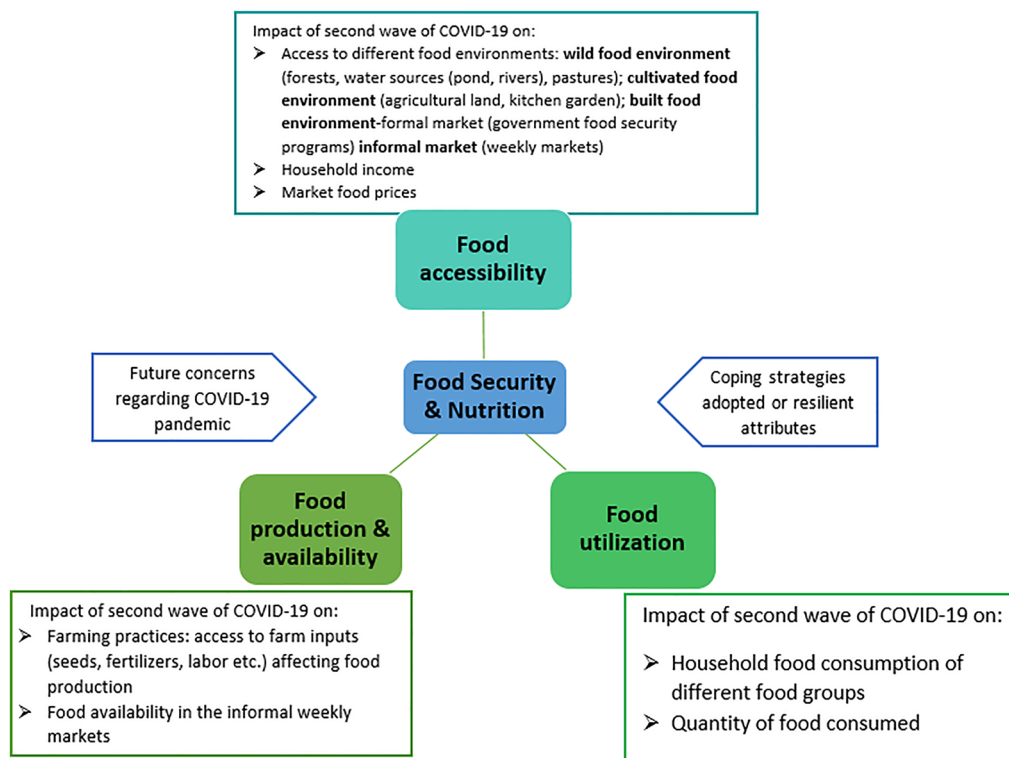 Impact of second wave of COVID-19 on:
➢ Access to different food environments: wild food environment
(forests, water sources (pond, rivers), pastures); cultivated food
environment (agricultural land, kitchen garden); built food
environment-formal market (government food security
programs) informal market (weekly markets)
➢ Household income
➢ Market food prices
Food
accessibility
Future concerns
regarding COVID-19
pandemic
Food Security
& Nutrition
Coping strategies
adopted or resilient
attributes
Food
production &
availability
Food
utilization
Impact of second wave of COVID-19 on:
➢ Farming practices: access to farm inputs
(seeds, fertilizers, labor etc.) affecting food
production
➢ Food availability in the informal weekly
markets
Impact of second wave of COVID-19 on:
➢ Household food consumption of
different food groups
➢ Quantity of food consumed